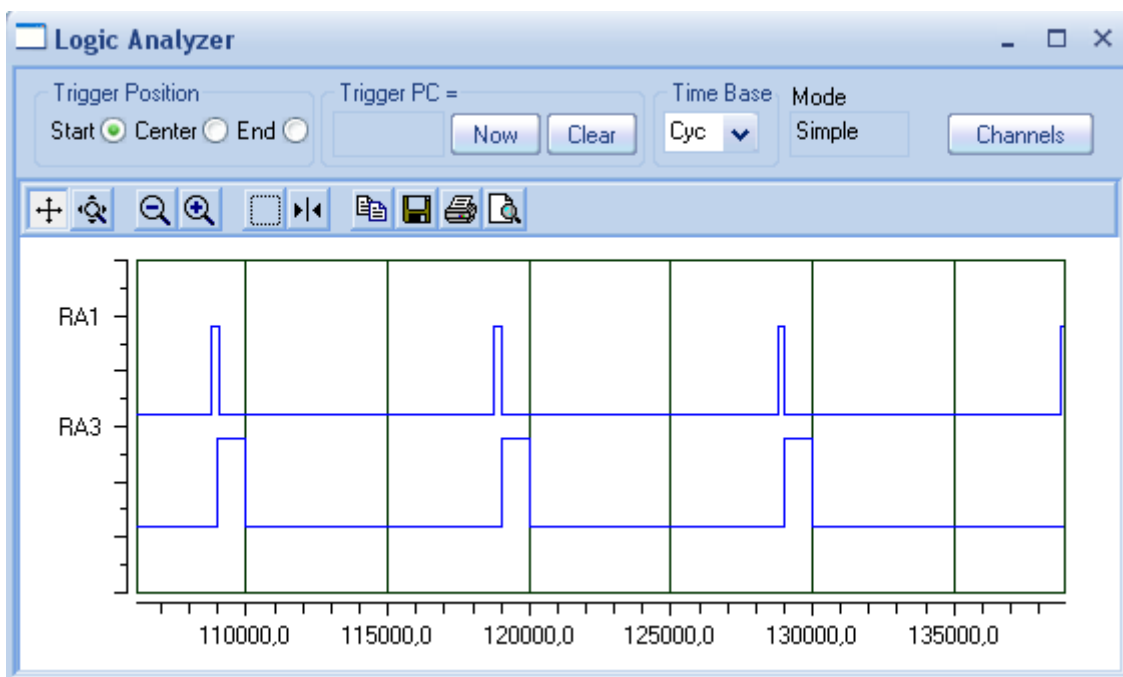 Logic Analyzer
Trigger Position
Trigger PC =
Time Base
Mode
Start Center End
Now Clear
Cyc
Simple
Channels
RA1
RA3
110000,0 115000,0 120000,0 125000,0 130000,0 135000,0